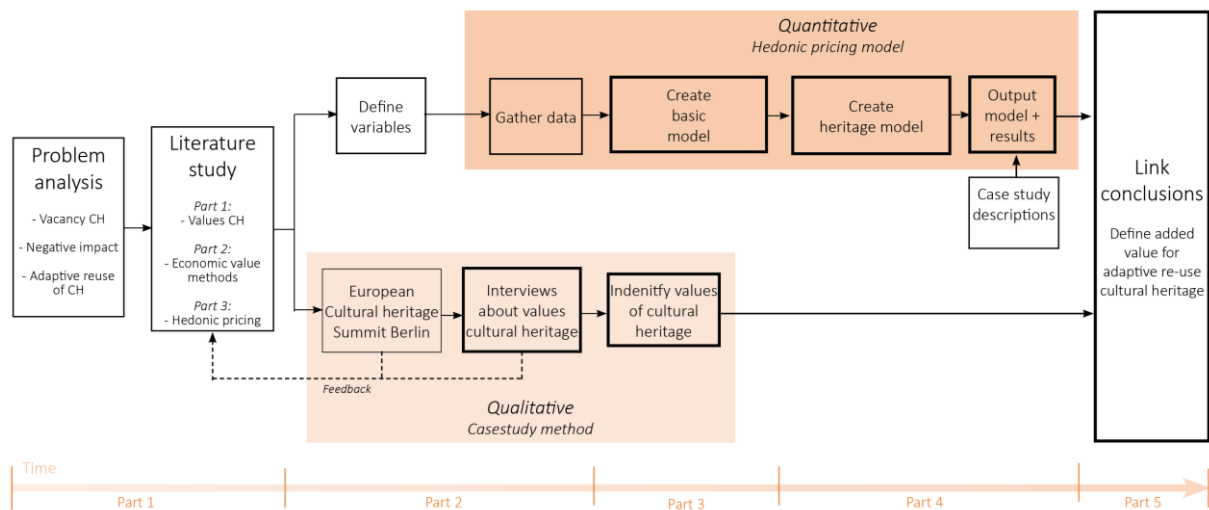 Problem
analysis
- Vacancy CH
- Negative impact
- Adaptive reuse
of CH
Literature
study
Part 1:
- Values CH
Part 2:
- Economic value
methods
Part 3:
- Hedonic pricing
Define
variables
Quantitative
Hedonic pricing model
Gather data
Create
basic
model
Create
heritage model
Output
model +
results
Case study
descriptions
European
Cultural heritage
Summit Berlin
Interviews
about values
cultural heritage
Indenitfy values
of cultural
heritage
Feedback
Qualitative
Casestudy method
Link
conclusions
Define added
value for
adaptive re-use
cultural heritage
Time
Part 1
Part 2
Part 3
Part 4
Part 5